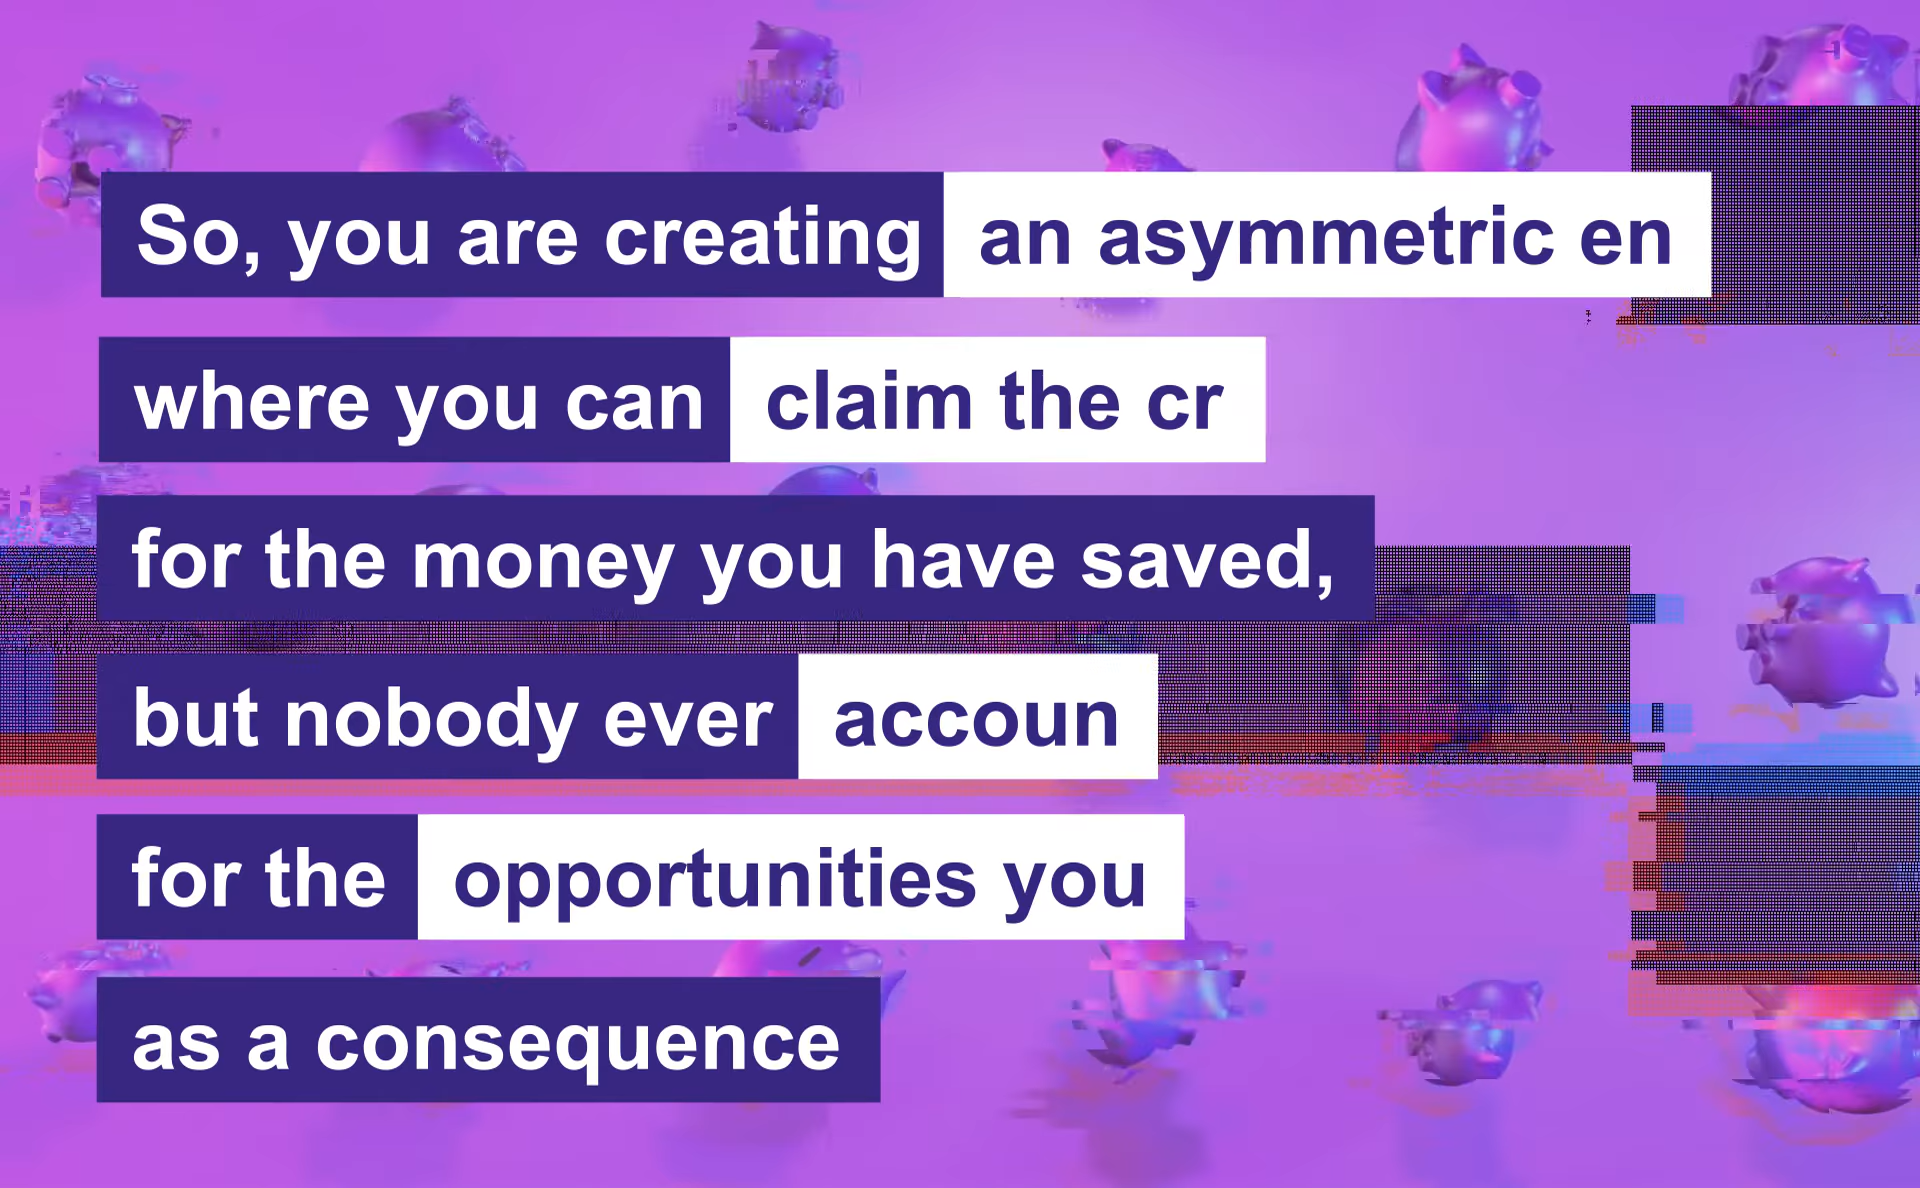 So, you are creating an asymmetric en
where you can claim the cr
for the money you have saved,
but nobody ever accoun
for the opportunities you
as a consequence